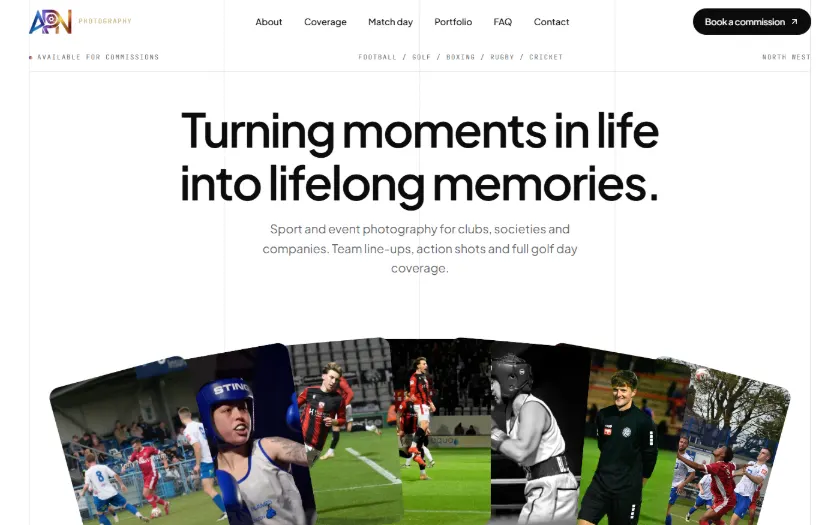 APN PHOTOGRAPHY
About Coverage Match day Portfolio FAQ Contact
Book a commission
AVAILABLE FOR COMMISSIONS
FOOTBALL / GOLF / BOXING / RUGBY / CRICKET
NORTH WEST
Turning moments in life
into lifelong memories.
Sport and event photography for clubs, societies and
companies. Team line-ups, action shots and full golf day
coverage.
STING